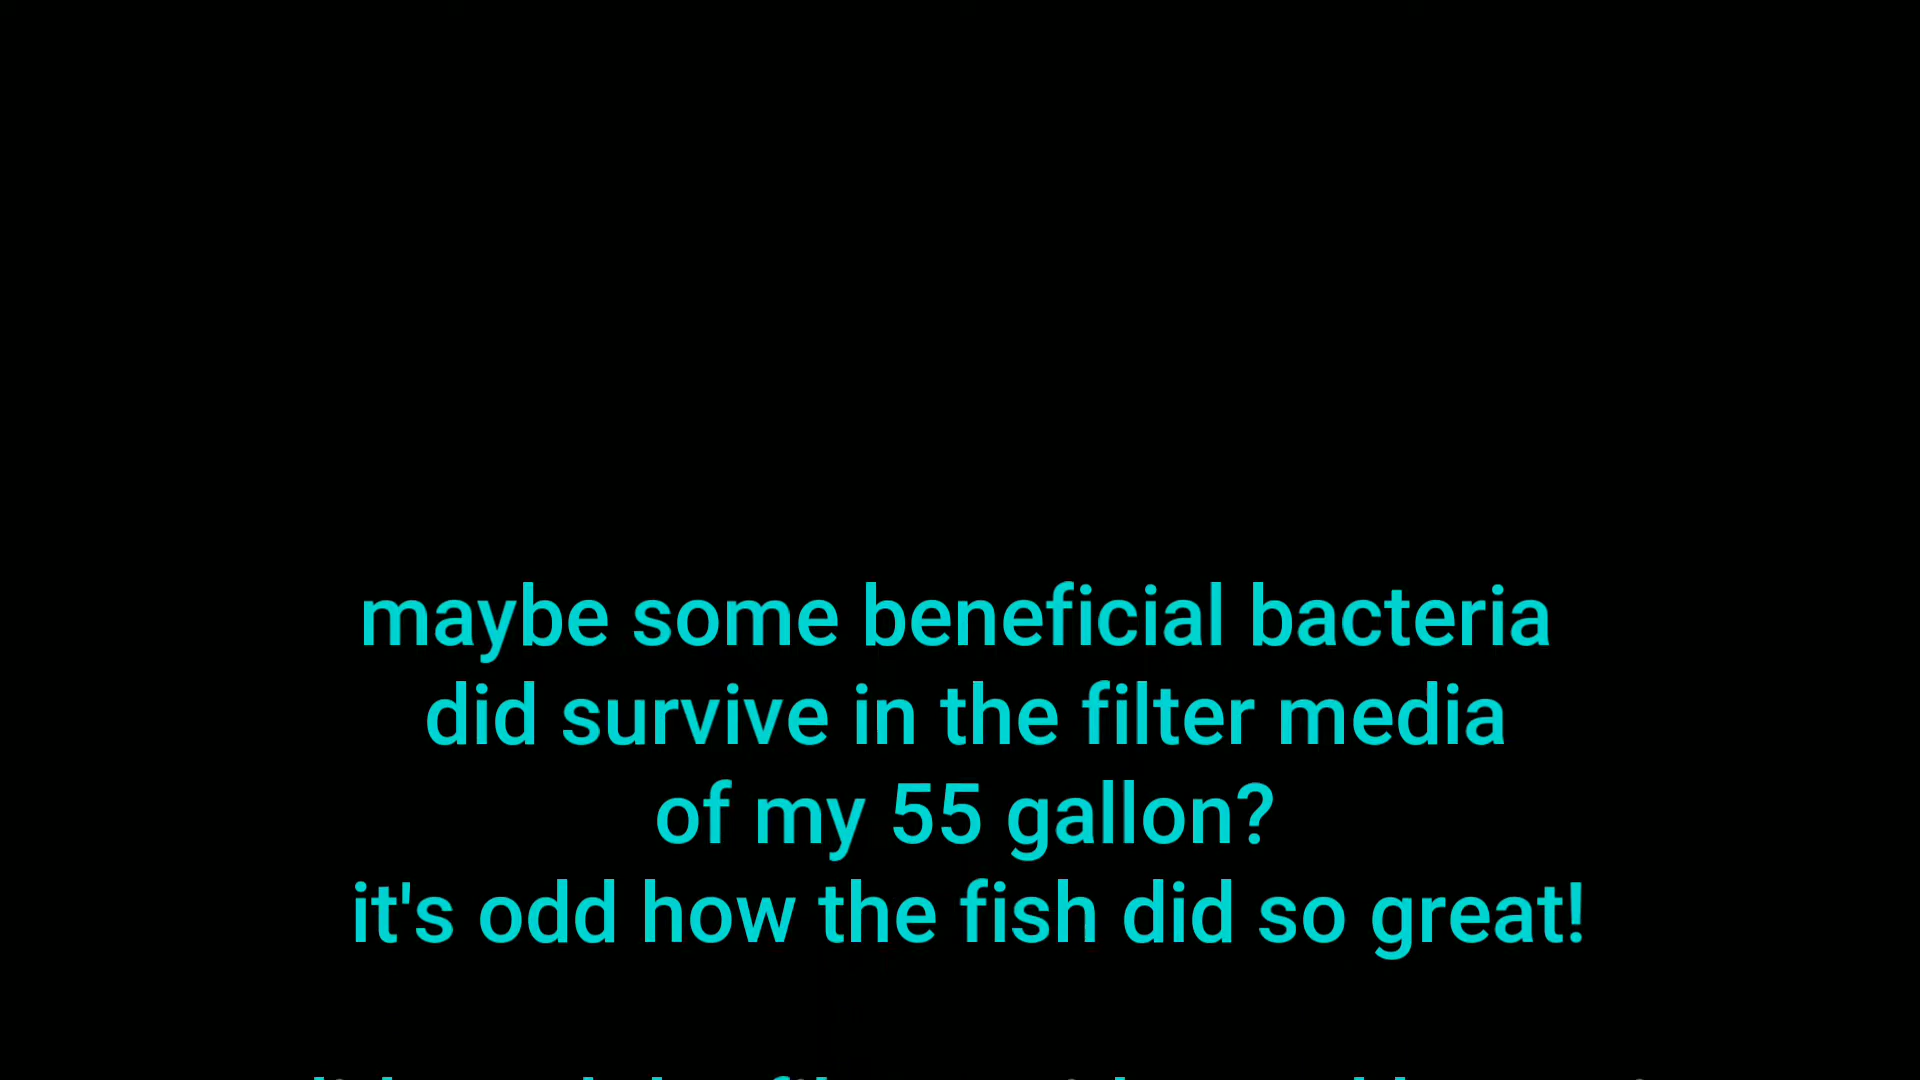 maybe some beneficial bacteria
did survive in the filter media
of my 55 gallon?
it's odd how the fish did so great!